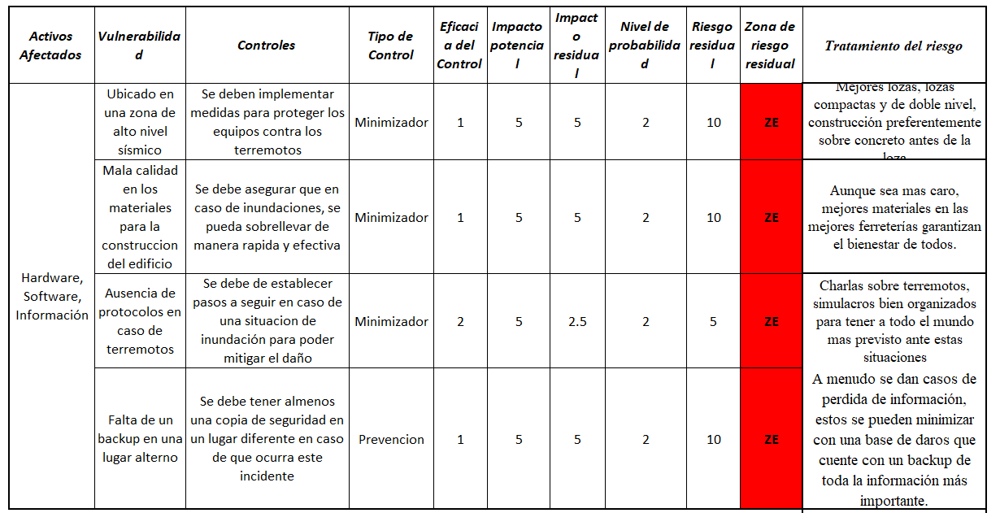 Activos
Afectados
Vulnerabilida
d
Controles
Tipo de
Control
Eficaci
a del
Control
Impacto
potencia
l
Impact
o
residua
l
Nivel de
probabilida
d
Riesgo
residua
l
Zona de
riesgo
residual
Tratamiento del riesgo
Hardware,
Software,
Información
Ubicado en
una zona de
alto nivel
sísmico
Se deben implementar
medidas para proteger los
equipos contra los
terremotos
Minimizador
1
5
5
2
10
ZE
Mejores lozas, lozas
compactas y de doble nivel,
construcción preferentemente
sobre concreto antes de la
loza
Mala calidad
en los
materiales
para la
construccion
del edificio
Se debe asegurar que en
caso de inundaciones, se
pueda sobrellevar de
manera rapida y efectiva
Minimizador
1
5
5
2
10
ZE
Aunque sea mas caro,
mejores materiales en las
mejores ferreterías garantizan
el bienestar de todos.
Ausencia de
protocolos en
caso de
terremotos
Se debe de establecer
pasos a seguir en caso de
una situacion de
inundación para poder
mitigar el daño
Minimizador
2
5
2.5
2
5
ZE
Charlas sobre terremotos,
simulacros bien organizados
para tener a todo el mundo
mas previsto ante estas
situaciones
Falta de un
backup en una
lugar alterno
Se debe tener almenos
una copia de seguridad en
un lugar diferente en caso
de que ocurra este
incidente
Prevencion
1
5
5
2
10
ZE
A menudo se dan casos de
perdida de información,
estos se pueden minimizar
con una base de daros que
cuente con un backup de
toda la información más
importante.